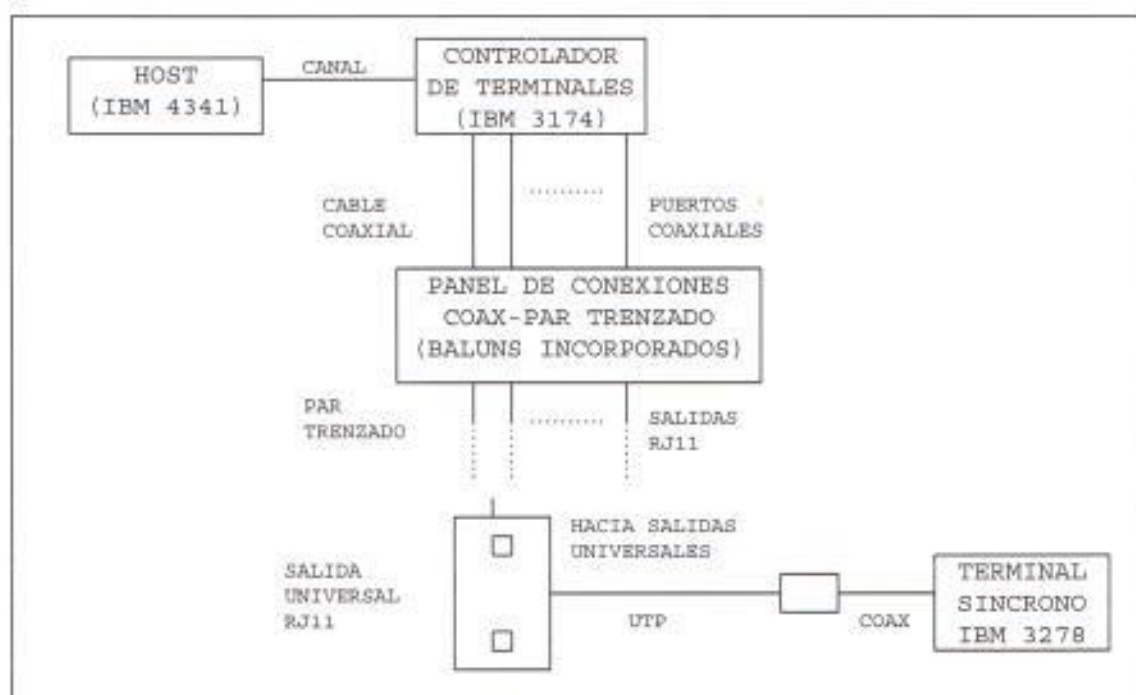 HOST
(IBM 4341)
CANAL
CONTROLADOR
DE TERMINALES
(IBM 3174)
CABLE
COAXIAL
..........
PUERTOS
COAXIALES
PANEL DE CONEXIONES
COAX-PAR TRENZADO
(BALUNS INCORPORADOS)
PAR
TRENZADO
..........
SALIDAS
RJ11
HACIA SALIDAS
UNIVERSALES
SALIDA
UNIVERSAL
RJ11
UTP
COAX
TERMINAL
SINCRONO
IBM 3278